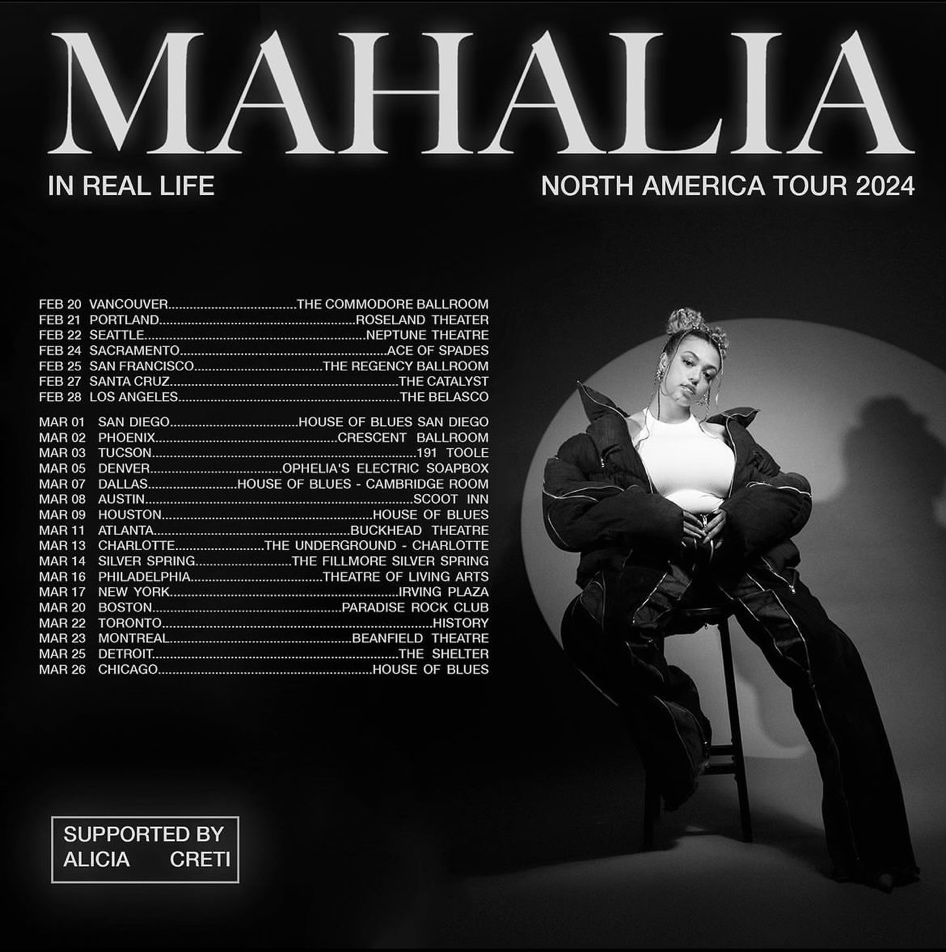 MAHALIA
IN REAL LIFE
NORTH AMERICA TOUR 2024
FEB 20 VANCOUVER....................................THE COMMODORE BALLROOM
FEB 21 PORTLAND.......................................................ROSELAND THEATER
FEB 22 SEATTLE..............................................................NEPTUNE THEATRE
FEB 24 SACRAMENTO..........................................................ACE OF SPADES
FEB 25 SAN FRANCISCO....................................THE REGENCY BALLROOM
FEB 27 SANTA CRUZ................................................................THE CATALYST
FEB 28 LOS ANGELES..............................................................THE BELASCO
MAR 01 SAN DIEGO....................................HOUSE OF BLUES SAN DIEGO
MAR 02 PHOENIX...................................................CRESCENT BALLROOM
MAR 03 TUCSON..........................................................................191 TOOLE
MAR 05 DENVER.....................................OPHELIA'S ELECTRIC SOAPBOX
MAR 07 DALLAS.........................HOUSE OF BLUES - CAMBRIDGE ROOM
MAR 08 AUSTIN...........................................................................SCOOT INN
MAR 09 HOUSTON...........................................................HOUSE OF BLUES
MAR 11 ATLANTA.......................................................BUCKHEAD THEATRE
MAR 13 CHARLOTTE.........................THE UNDERGROUND - CHARLOTTE
MAR 14 SILVER SPRING...........................THE FILLMORE SILVER SPRING
MAR 16 PHILADELPHIA.....................................THEATRE OF LIVING ARTS
MAR 17 NEW YORK................................................................IRVING PLAZA
MAR 20 BOSTON.....................................................PARADISE ROCK CLUB
MAR 22 TORONTO...........................................................................HISTORY
MAR 23 MONTREAL...................................................BEANFIELD THEATRE
MAR 25 DETROIT....................................................................THE SHELTER
MAR 26 CHICAGO............................................................HOUSE OF BLUES
SUPPORTED BY
ALICIA CRETI